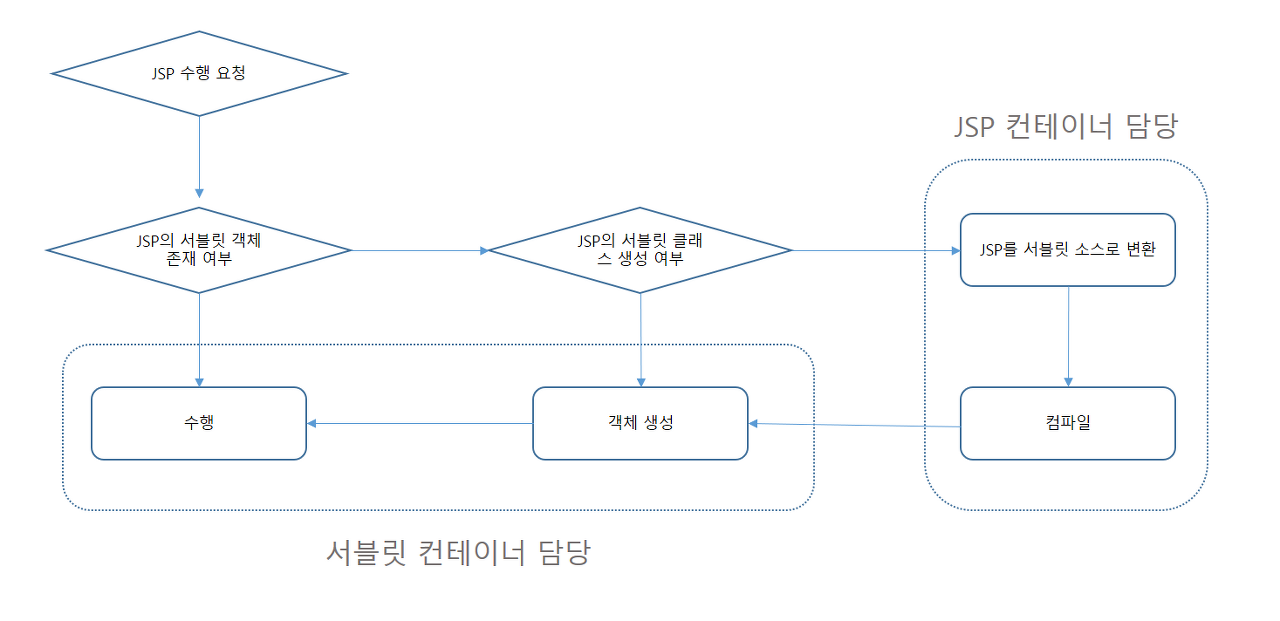 JSP 수행 요청
JSP 컨테이너 담당
JSP의 서블릿 객체
존재 여부
JSP의 서블릿 클래
스 생성 여부
JSP를 서블릿 소스로 변환
수행
객체 생성
컴파일
서블릿 컨테이너 담당